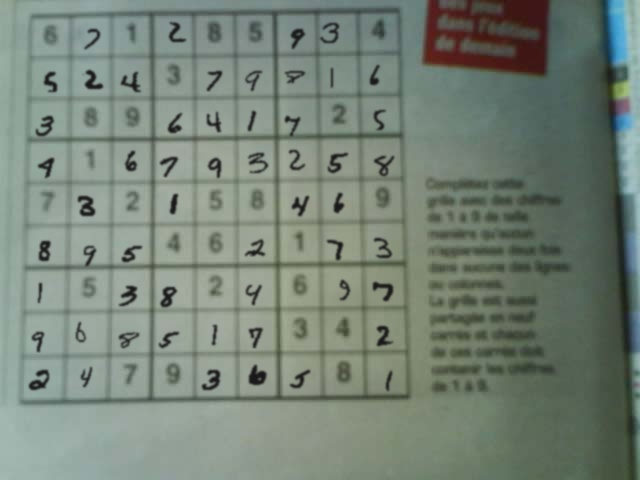 des jeux
dans l'édition
de demain
6 7 1 2 8 5 9 3 4
5 2 4 3 7 9 8 1 6
3 8 9 6 4 1 7 2 5
4 1 6 7 9 3 2 5 8
7 3 2 1 5 8 4 6 9
8 9 5 4 6 2 1 7 3
1 5 3 8 2 4 6 9 7
9 6 8 5 1 7 3 4 2
2 4 7 9 3 6 5 8 1
Complétez cette
grille avec des chiffres
de 1 à 9 de telle
manière qu'aucun
n'apparaisse deux fois
dans aucune des lignes
ou colonnes.
La grille est aussi
partagée en neuf
carrés et chacun
de ces carrés doit
contenir les chiffres
de 1 à 9.